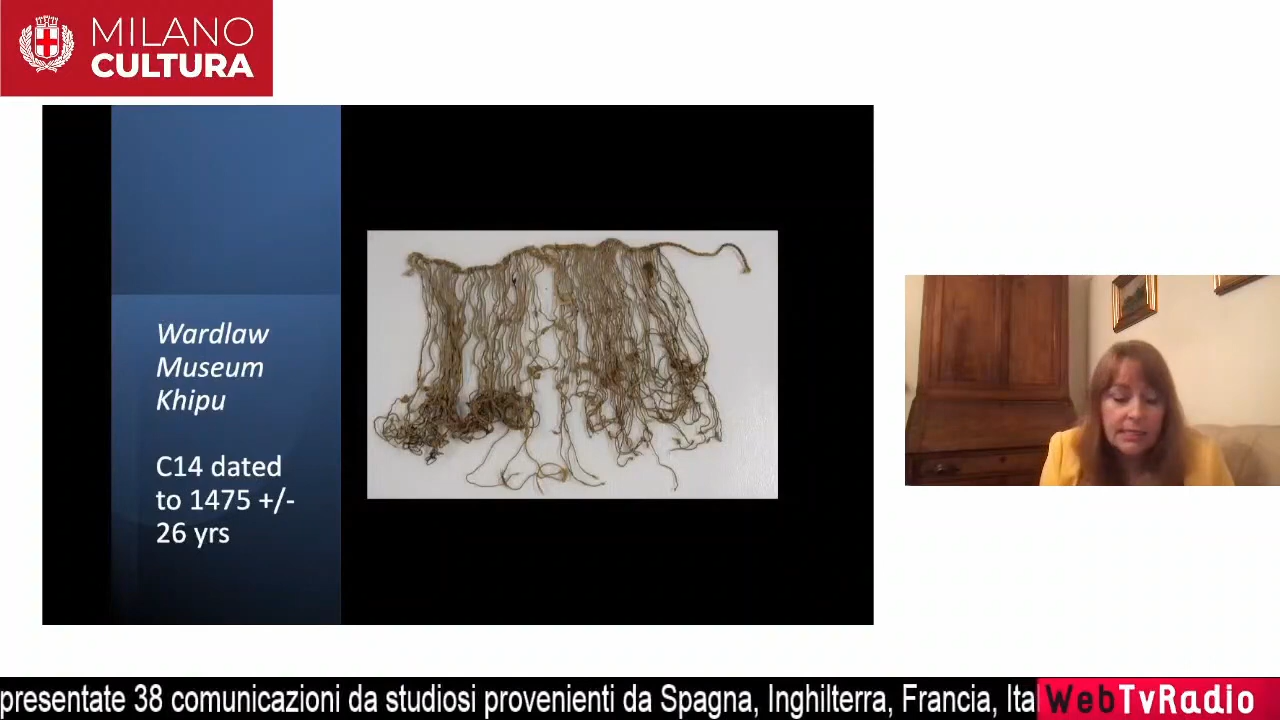 MILANO
CULTURA
Wardlaw
Museum
Khipu
C14 dated
to 1475 +/-
26 yrs
presentate 38 comunicazioni da studiosi provenienti da Spagna, Inghilterra, Francia, Ita
WebTvRadio